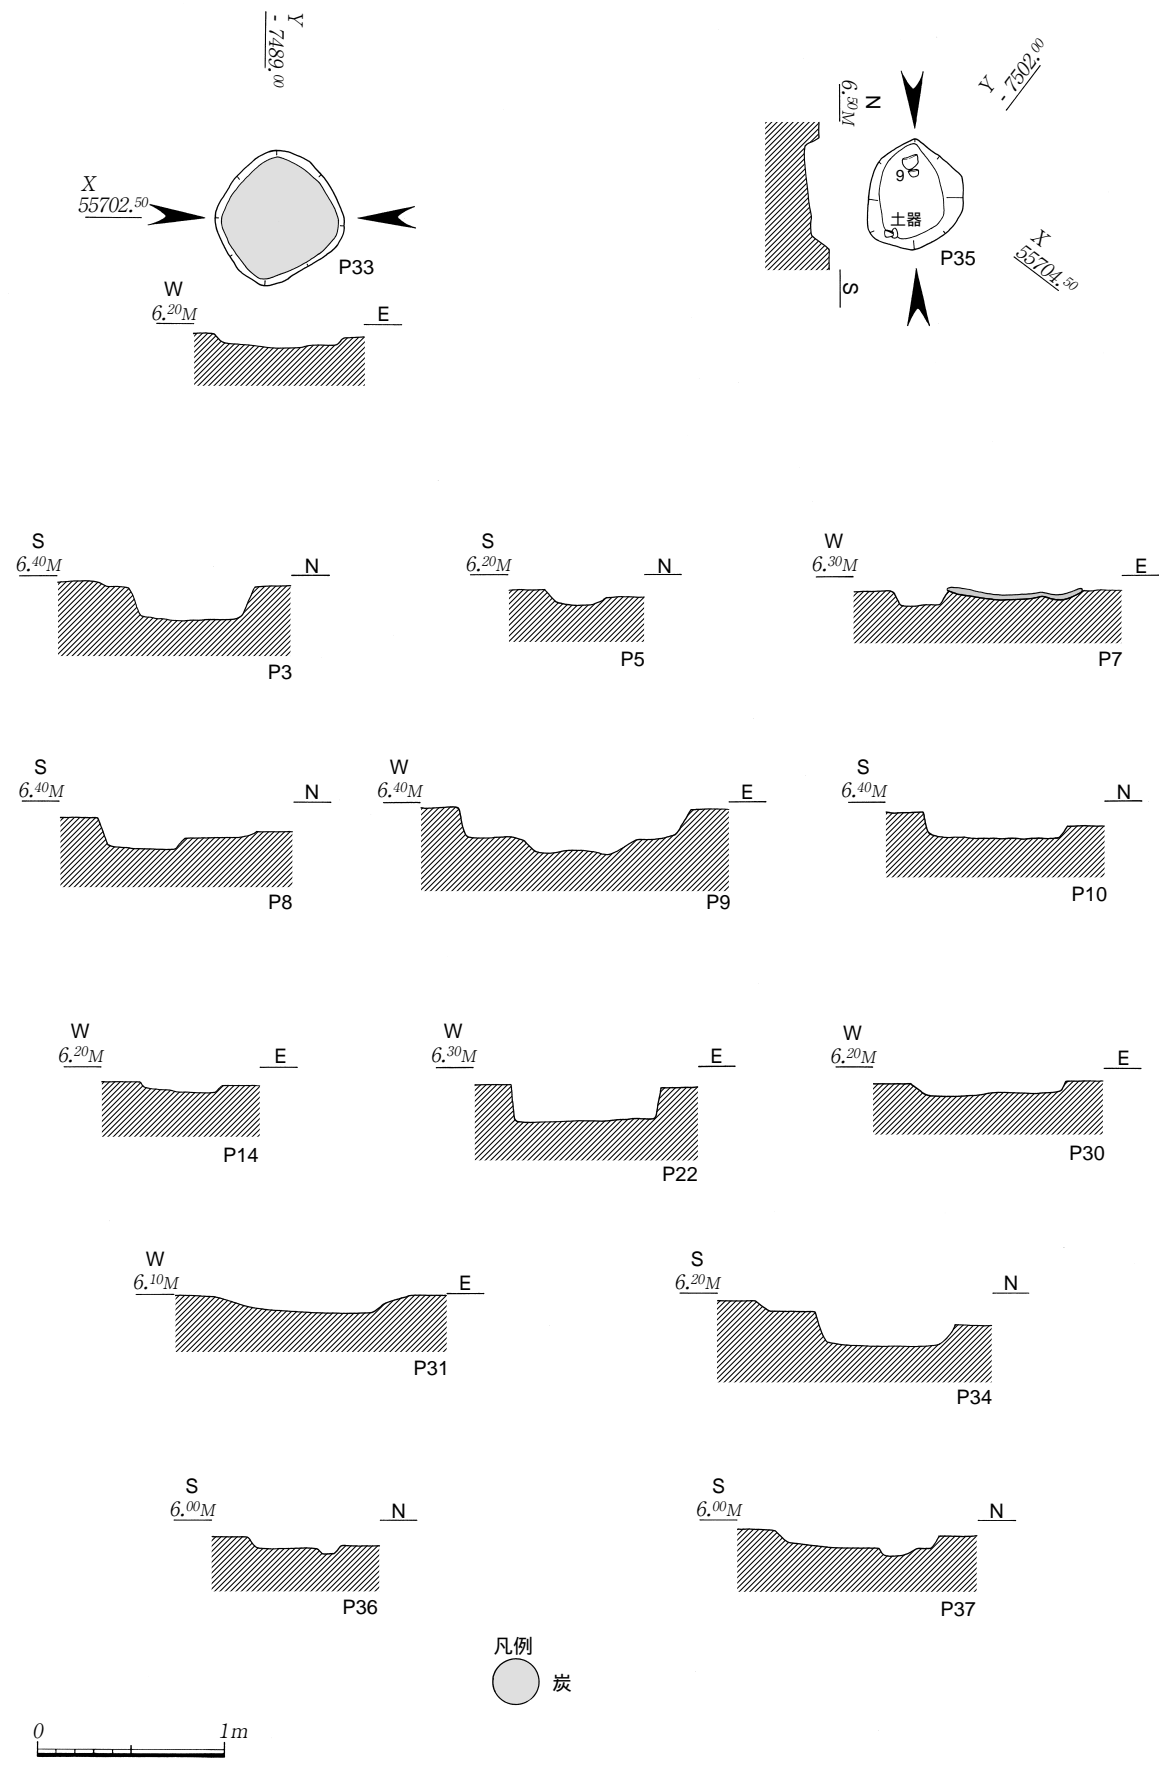 Y
- 7489.00
X
55702.50
P33
W
6.20M
E
N
6.50M
S
9
土器
P35
Y
- 7502.00
X
55704.50
S
6.40M
N
P3
S
6.20M
N
P5
W
6.30M
E
P7
S
6.40M
N
P8
W
6.40M
E
P9
S
6.40M
N
P10
W
6.20M
E
P14
W
6.30M
E
P22
W
6.20M
E
P30
W
6.10M
E
P31
S
6.20M
N
P34
S
6.00M
N
P36
S
6.00M
N
P37
凡例
炭
0 1m